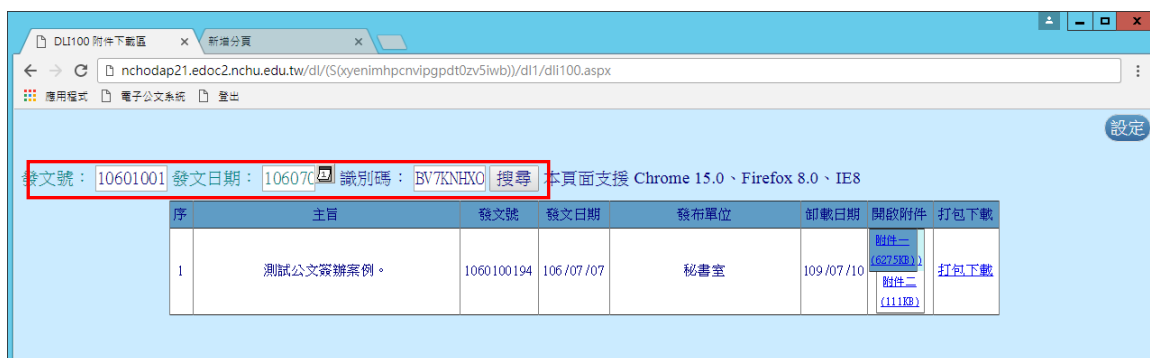 DLI100 附件下載區
新增分頁
nchodap21.edoc2.nchu.edu.tw/dl/(S(xyenimhpcnvipgpdt0zv5iwb))/dl1/dli100.aspx
應用程式 電子公文系統 登出
設定
發文號： 10601001 發文日期： 10607 識別碼： BV7KNHXO 搜尋 本頁面支援 Chrome 15.0、Firefox 8.0、IE8
序 主旨 發文號 發文日期 發布單位 卸載日期 開啟附件 打包下載
1 測試公文簽辦案例。 1060100194 106/07/07 秘書室 109/07/10 附件一 打包下載
(6275KB)
附件二
(111KB)